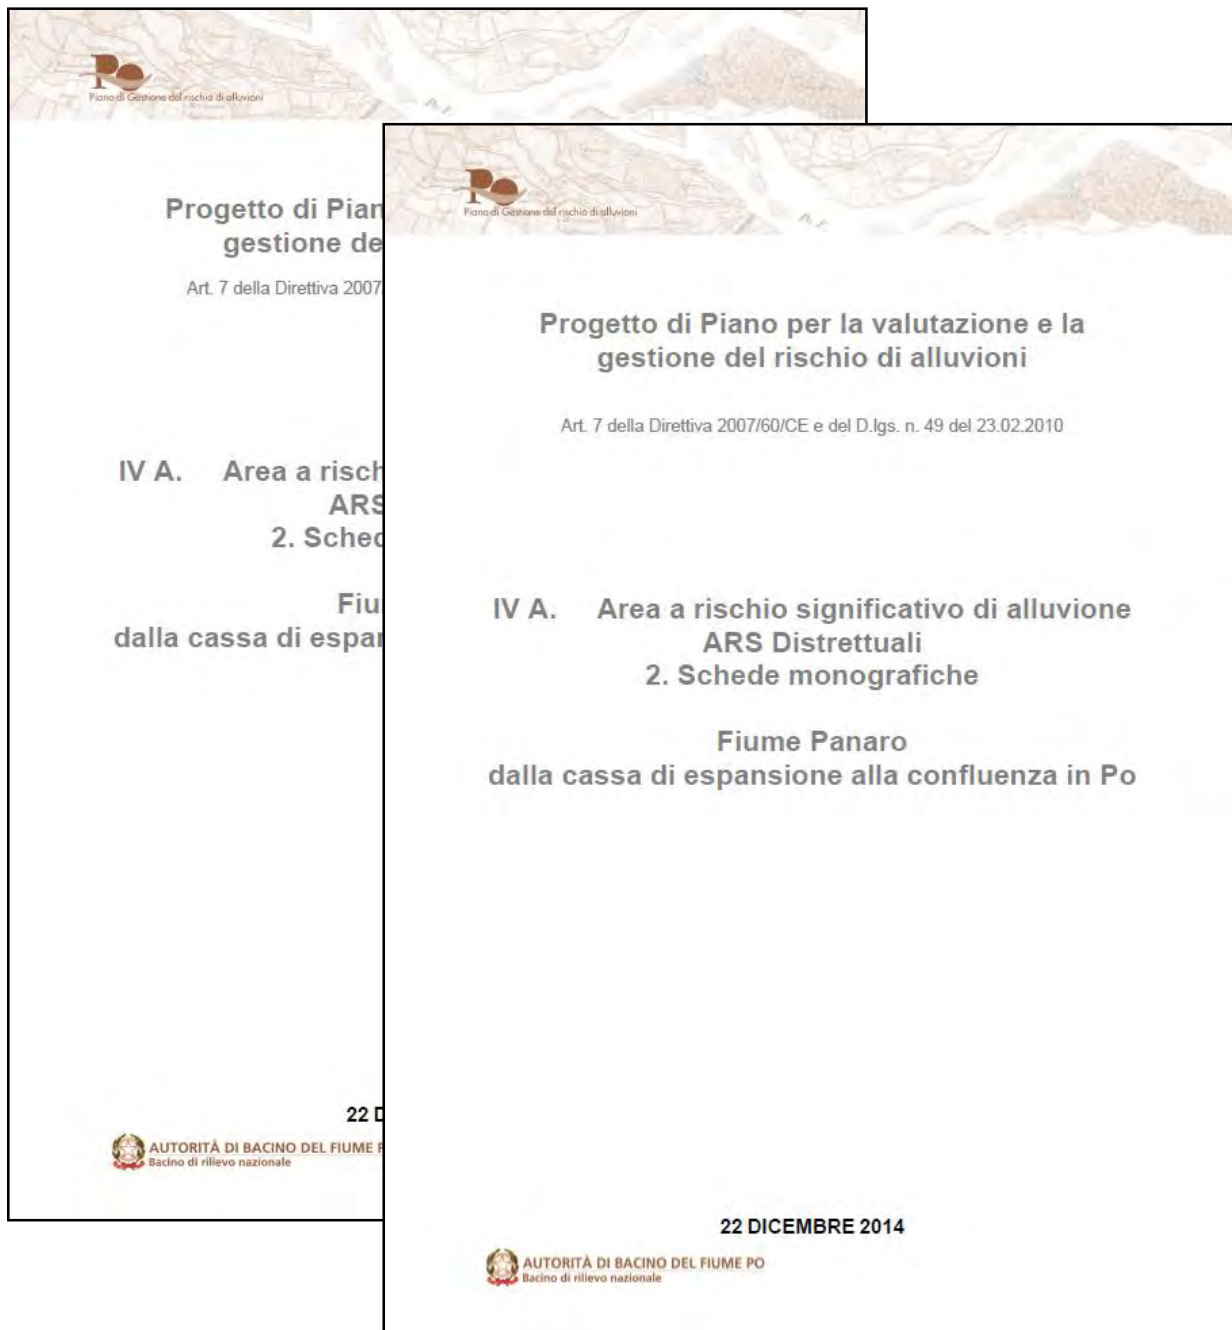 Po
Piano di Gestione del rischio di alluvioni
Progetto di Pian
gestione de
Art. 7 della Direttiva 2007
IV A. Area a risch
ARS
2. Sched
Fiu
dalla cassa di espan
22 D
AUTORITÀ DI BACINO DEL FIUME P
Bacino di rilievo nazionale
Po
Piano di Gestione del rischio di alluvioni
Progetto di Piano per la valutazione e la
gestione del rischio di alluvioni
Art. 7 della Direttiva 2007/60/CE e del D.lgs. n. 49 del 23.02.2010
IV A. Area a rischio significativo di alluvione
ARS Distrettuali
2. Schede monografiche
Fiume Panaro
dalla cassa di espansione alla confluenza in Po
22 DICEMBRE 2014
AUTORITÀ DI BACINO DEL FIUME PO
Bacino di rilievo nazionale